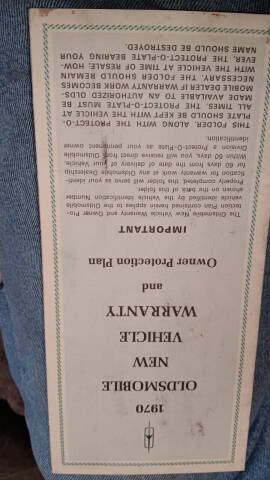 1970
OLDSMOBILE
NEW
VEHICLE
WARRANTY
and
Owner Protection Plan
IMPORTANT
The Oldsmobile New Vehicle Warranty and Owner Pro-
tection Plan contained herein applies to the Oldsmobile
vehicle identified by the Vehicle Identification Number
shown on the back of this folder.
Properly completed this folder will serve as your ident-
ification for warranty work at any Oldsmobile Dealership
for 60 days from the date of delivery of your vehicle.
Within 60 days, you will receive direct from Oldsmobile
Division a Protect-O-Plate as your permanent owner
identification.
THIS FOLDER, ALONG WITH THE PROTECT-O-
PLATE SHOULD BE KEPT WITH THE VEHICLE AT
ALL TIMES. THE PROTECT-O-PLATE MUST BE
MADE AVAILABLE TO AN AUTHORIZED OLDS-
MOBILE DEALER IF WARRANTY WORK BECOMES
NECESSARY. THE FOLDER SHOULD REMAIN
WITH THE VEHICLE AT TIME OF RESALE; HOW-
EVER, THE PROTECT-O-PLATE BEARING YOUR
NAME SHOULD BE DESTROYED.